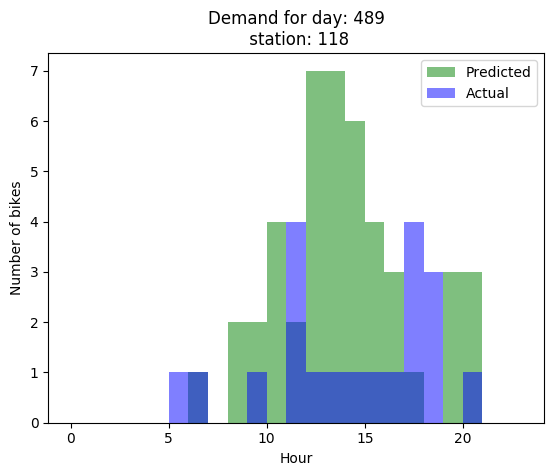 Demand for day: 489
station: 118
Predicted
Actual
7
6
5
4
3
2
1
0
Number of bikes
0 5 10 15 20
Hour